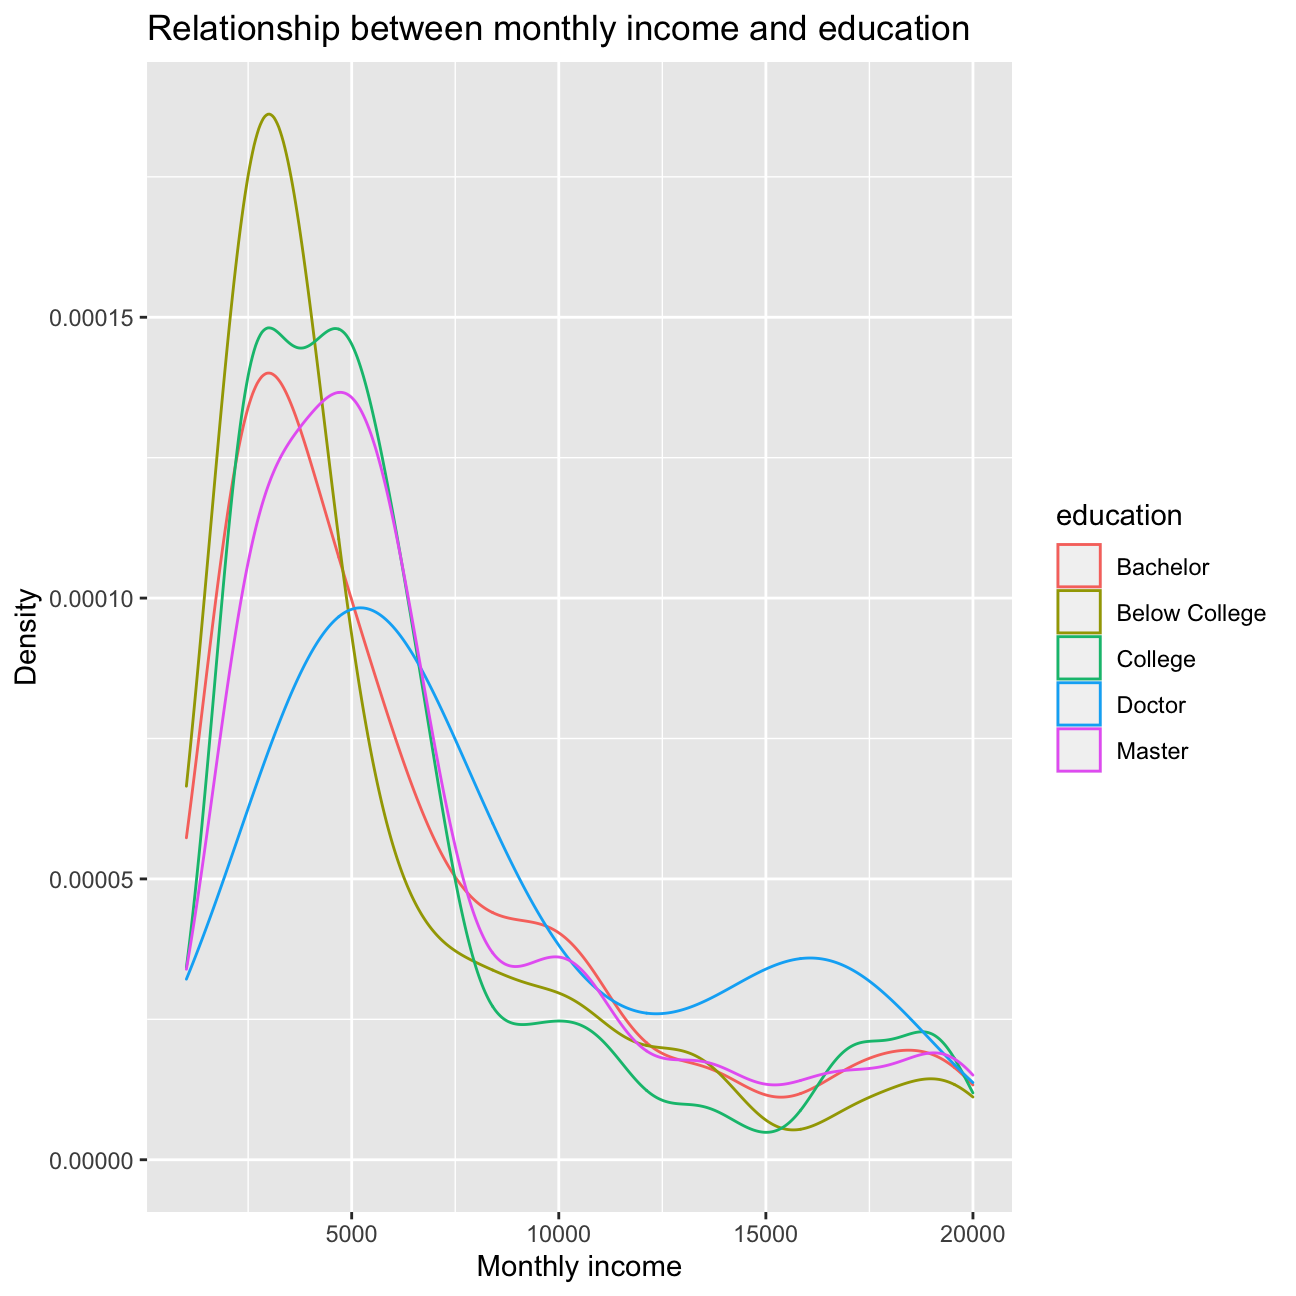 Relationship between monthly income and education
Density
0.00015
0.00010
0.00005
0.00000
5000 10000 15000 20000
Monthly income
education
Bachelor
Below College
College
Doctor
Master